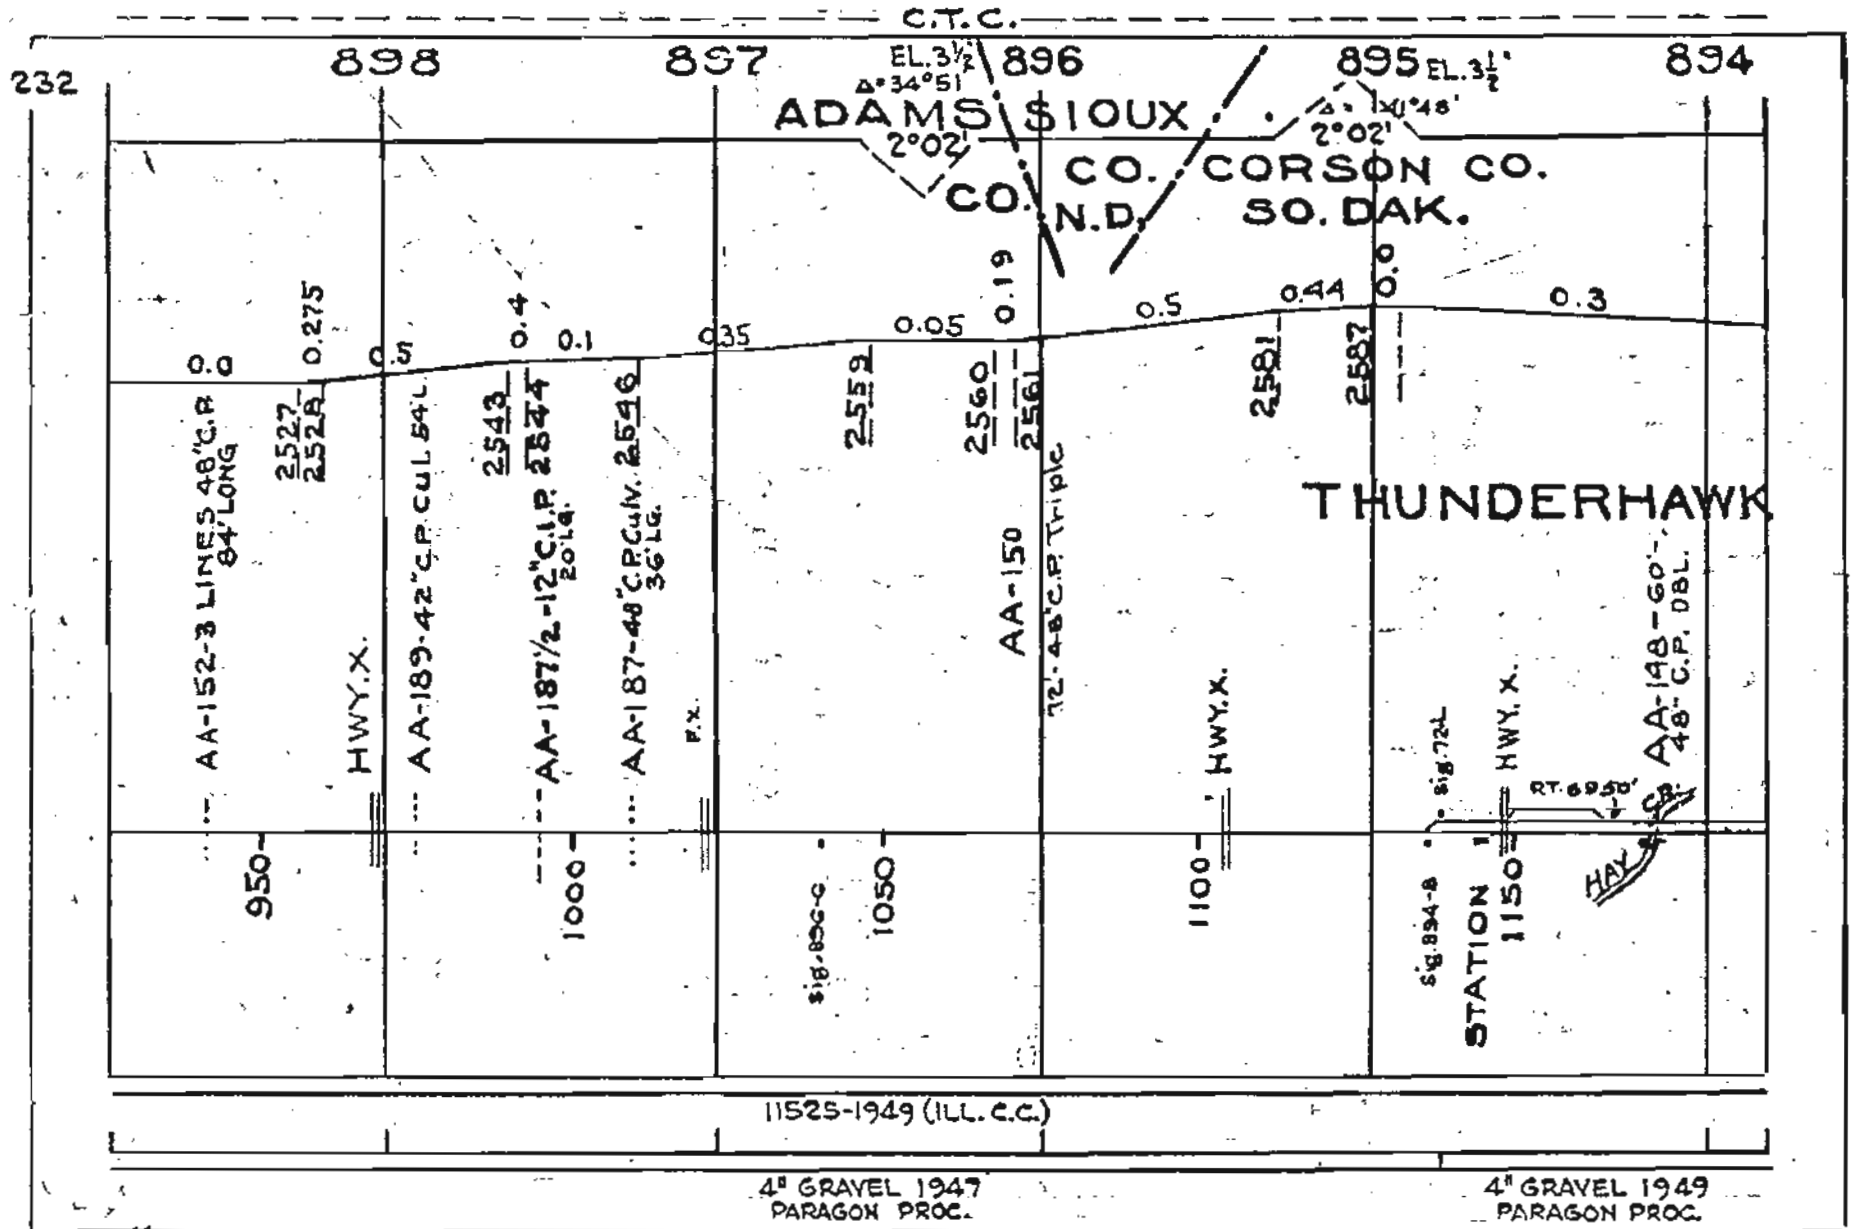 C.T.C.
232
898
897
EL. 3½
896
895
EL. 3½"
894
Δ=34°51'
ADAMS
SIOUX
2°02'
2°02'
CO.
CO.
N.D.
CORSON CO.
SO. DAK.
0.0
0.275
0.5
0.4
0.1
.035
0.05
0.19
0.5
0.44
0.0
0.3
2527
2528
2543
2544
2546
2559
2560
2561
2581
2587
THUNDERHAWK
AA-152-3 LINES 48"C.P.
84' LONG
HWY.X.
AA-189-42"C.P. CUL 54'L
AA-187½-12"C.I.P.
20'LG.
AA-187-48"C.P. Culv.
36'LG.
P.X.
AA-150
72'-48"C.P. Triple
HWY.X.
Sig.724
HWY.X.
RT. 6950'
AA-148-60'-
48" C.P. DBL.
HAY CR.
950
1000
Sig.896-G
1050
1100
Sig.894-B
STATION
1150
11525-1949 (ILL. C.C.)
4" GRAVEL 1947
PARAGON PROC.
4" GRAVEL 1949
PARAGON PROC.